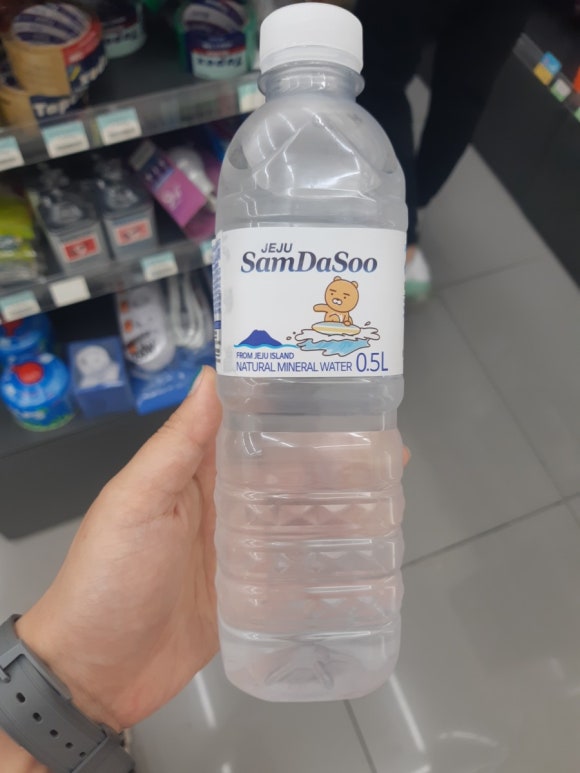 JEJU
SamDaSoo
FROM JEJU ISLAND
NATURAL MINERAL WATER 0.5L